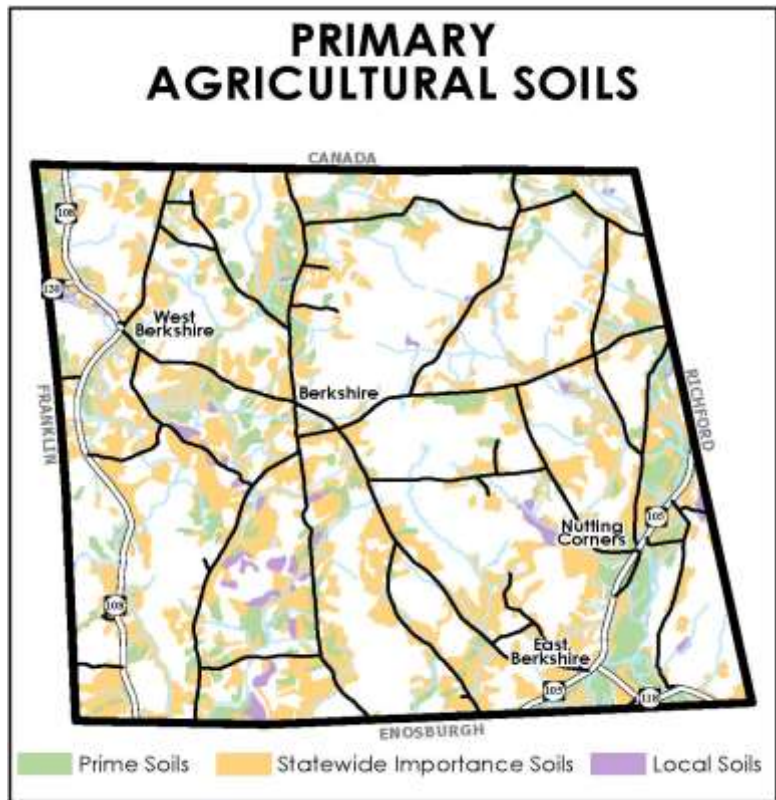 PRIMARY
AGRICULTURAL SOILS
CANADA
108
120
West
Berkshire
Berkshire
FRANKLIN
RICHFORD
105
Nutting
Corners
108
East
Berkshire
105
118
ENOSBURGH
Prime Soils
Statewide Importance Soils
Local Soils